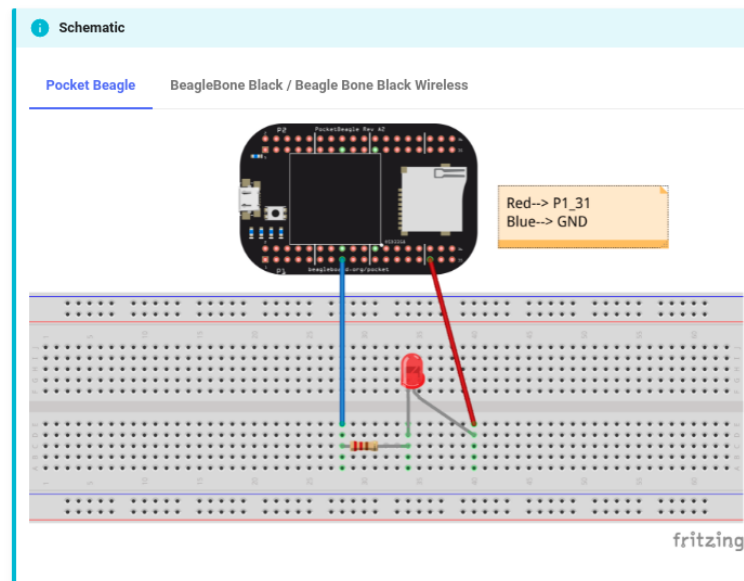 Schematic
Pocket Beagle
BeagleBone Black / Beagle Bone Black Wireless
P2
PocketBeagle Rev A2
Red--> P1_31
Blue--> GND
P1
beagleboard.org/pocket
fritzing